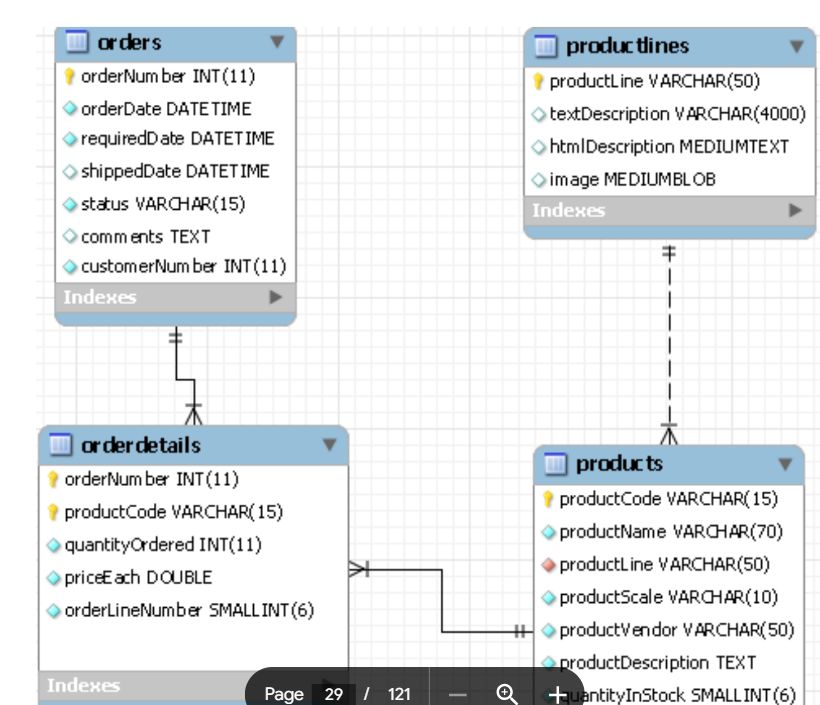 orders
orderNumber INT(11)
orderDate DATETIME
requiredDate DATETIME
shippedDate DATETIME
status VARCHAR(15)
comments TEXT
customerNumber INT(11)
Indexes
productlines
productLine VARCHAR(50)
textDescription VARCHAR(4000)
htmlDescription MEDIUMTEXT
image MEDIUMBLOB
Indexes
orderdetails
orderNumber INT(11)
productCode VARCHAR(15)
quantityOrdered INT(11)
priceEach DOUBLE
orderLineNumber SMALLINT(6)
Indexes
products
productCode VARCHAR(15)
productName VARCHAR(70)
productLine VARCHAR(50)
productScale VARCHAR(10)
productVendor VARCHAR(50)
productDescription TEXT
quantityInStock SMALLINT(6)
Page 29 / 121